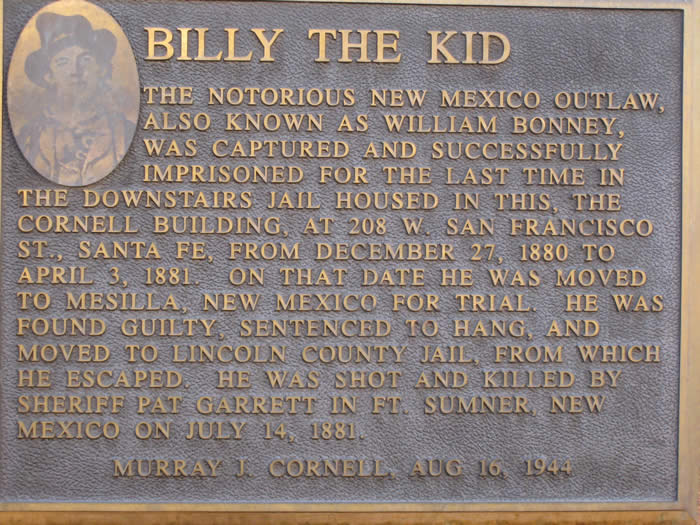 BILLY THE KID
THE NOTORIOUS NEW MEXICO OUTLAW,
ALSO KNOWN AS WILLIAM BONNEY,
WAS CAPTURED AND SUCCESSFULLY
IMPRISONED FOR THE LAST TIME IN
THE DOWNSTAIRS JAIL HOUSED IN THIS, THE
CORNELL BUILDING, AT 208 W. SAN FRANCISCO
ST., SANTA FE, FROM DECEMBER 27, 1880 TO
APRIL 3, 1881. ON THAT DATE HE WAS MOVED
TO MESILLA, NEW MEXICO FOR TRIAL. HE WAS
FOUND GUILTY, SENTENCED TO HANG, AND
MOVED TO LINCOLN COUNTY JAIL, FROM WHICH
HE ESCAPED. HE WAS SHOT AND KILLED BY
SHERIFF PAT GARRETT IN FT. SUMNER, NEW
MEXICO ON JULY 14, 1881.
MURRAY J. CORNELL, AUG 16, 1944